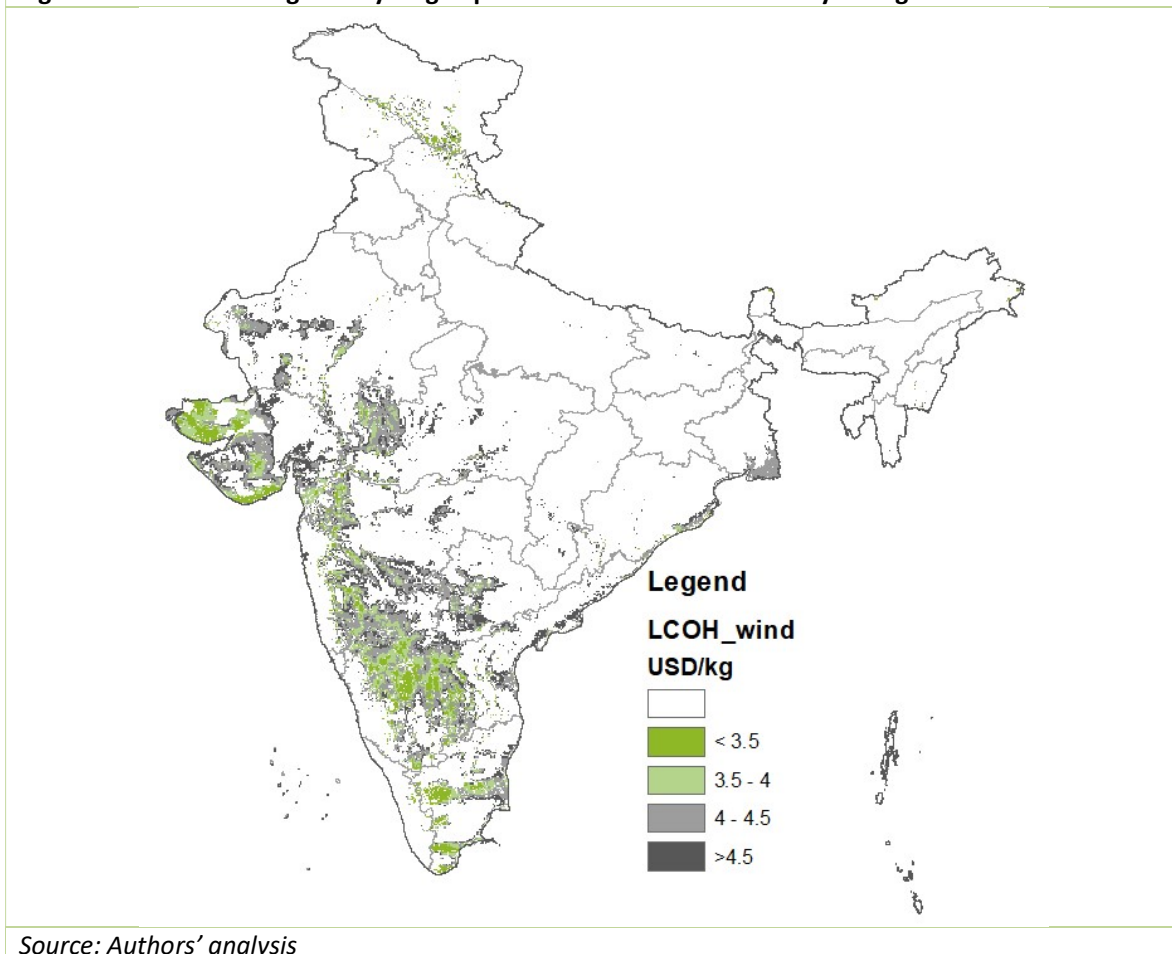 Legend
LCOH_wind
USD/kg
< 3.5
3.5 - 4
4 - 4.5
>4.5
Source: Authors' analysis